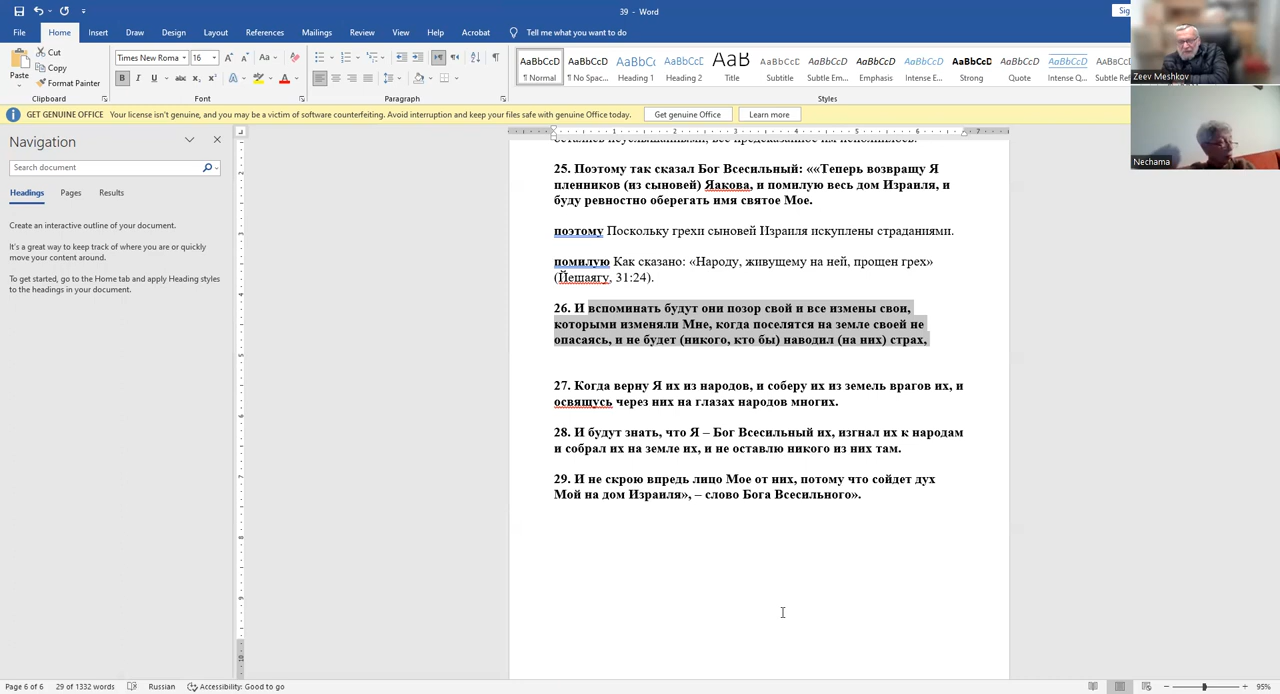 39 - Word
Sig
File Home Insert Draw Design Layout References Mailings Review View Help Acrobat Tell me what you want to do
Paste Cut
Copy
Format Painter
Times New Roma 16
AaBbCcD AaBbCcD AaBbCc AaBbCcD AaB AaBbCcD AaBbCcD AaBbCcD AaBbCcD AaBbCcD AaBbCcD AaBbCcD AaBbCcD
¶ Normal ¶ No Spac... Heading 1 Heading 2 Title Subtitle Subtle Em... Emphasis Intense E... Strong Quote Intense Q... Subtle Ref
Clipboard Font Paragraph Styles
Zeev Meshkov
Nechama
GET GENUINE OFFICE Your license isn't genuine, and you may be a victim of software counterfeiting. Avoid interruption and keep your files safe with genuine Office today. Get genuine Office Learn more
Navigation
Search document
Headings Pages Results
Create an interactive outline of your document.
It's a great way to keep track of where you are or quickly
move your content around.
To get started, go to the Home tab and apply Heading styles
to the headings in your document.
25. Поэтому так сказал Бог Всесильный: ««Теперь возвращу Я
пленников (из сыновей) Яакова, и помилую весь дом Израиля, и
буду ревностно оберегать имя святое Мое.
поэтому Поскольку грехи сыновей Израиля искуплены страданиями.
помилую Как сказано: «Народу, живущему на ней, прощен грех»
(Йешаягу, 31:24).
26. И вспоминать будут они позор свой и все измены свои,
которыми изменяли Мне, когда поселятся на земле своей не
опасаясь, и не будет (никого, кто бы) наводил (на них) страх,
27. Когда верну Я их из народов, и соберу их из земель врагов их, и
освящусь через них на глазах народов многих.
28. И будут знать, что Я – Бог Всесильный их, изгнал их к народам
и собрал их на земле их, и не оставлю никого из них там.
29. И не скрою впредь лицо Мое от них, потому что сойдет дух
Мой на дом Израиля», – слово Бога Всесильного».
Page 6 of 6 29 of 1332 words Russian Accessibility: Good to go 95%